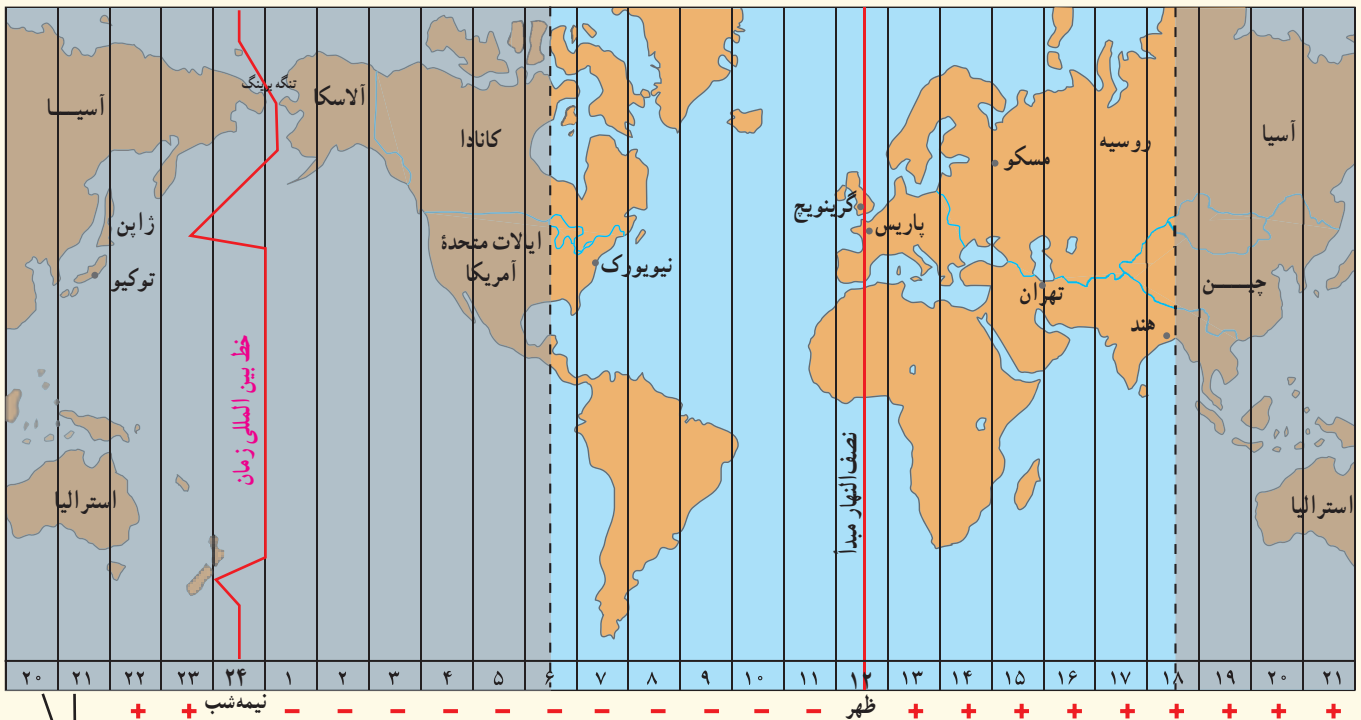 آسیا
تنگه برینگ
آلاسکا
کانادا
روسیه
مسکو
آسیا
ژاپن
توکیو
ایالات متحدهٔ
آمریکا
نیویورک
گرینویچ
پاریس
تهران
هند
چین
خط بین المللی زمان
نصف‌النهار مبدأ
استرالیا
استرالیا
۲۰ ۲۱ ۲۲ ۲۳ ۲۴ ۱ ۲ ۳ ۴ ۵ ۶ ۷ ۸ ۹ ۱۰ ۱۱ ۱۲ ۱۳ ۱۴ ۱۵ ۱۶ ۱۷ ۱۸ ۱۹ ۲۰ ۲۱
+ + نیمه‌شب - - - - - - - - - - - ظهر + + + + + + + + +